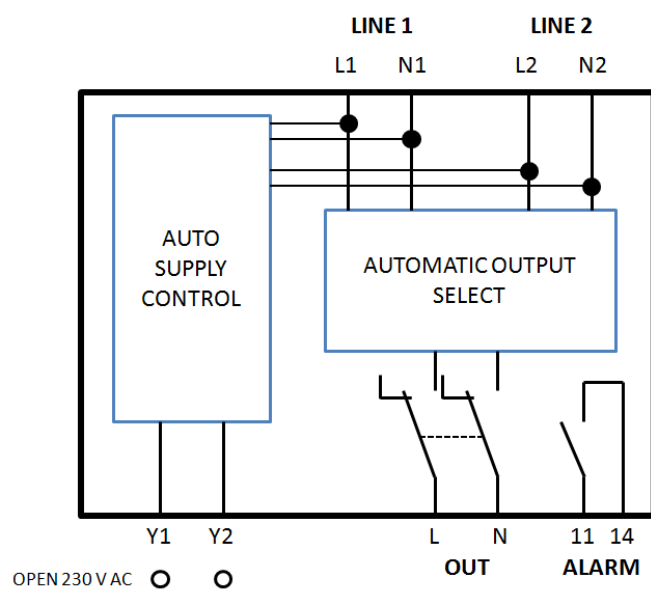 LINE 1 LINE 2
L1 N1 L2 N2
AUTO
SUPPLY
CONTROL
AUTOMATIC OUTPUT
SELECT
Y1 Y2 L N 11 14
OUT ALARM
OPEN 230 V AC